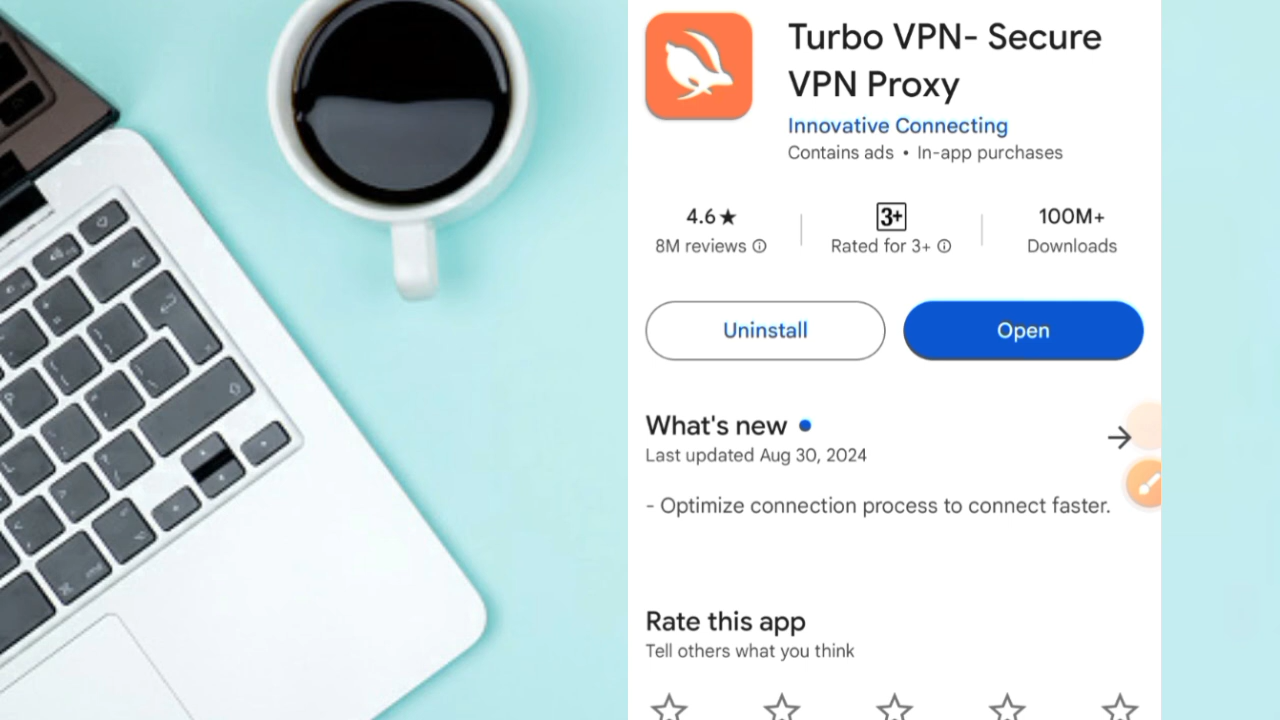 Turbo VPN- Secure
VPN Proxy
Innovative Connecting
Contains ads • In-app purchases
4.6★
8M reviews
3+
Rated for 3+
100M+
Downloads
Uninstall
Open
What's new
Last updated Aug 30, 2024
- Optimize connection process to connect faster.
Rate this app
Tell others what you think